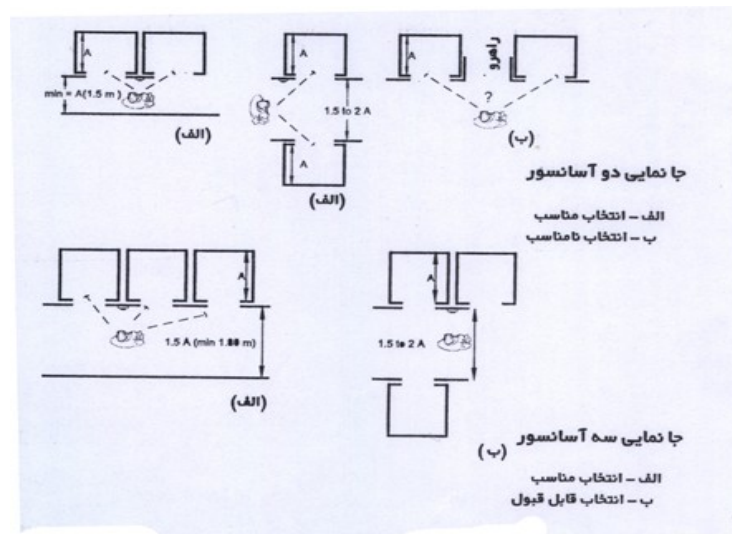 A
min = A(1.5 m )
(الف)
A
1.5 to 2 A
A
(الف)
A
راهرو
?
(ب)
جا نمایی دو آسانسور
الف – انتخاب مناسب
ب – انتخاب نامناسب
A
1.5 A (min 1.80 m)
(الف)
A
1.5 to 2 A
(ب)
جا نمایی سه آسانسور
الف – انتخاب مناسب
ب – انتخاب قابل قبول